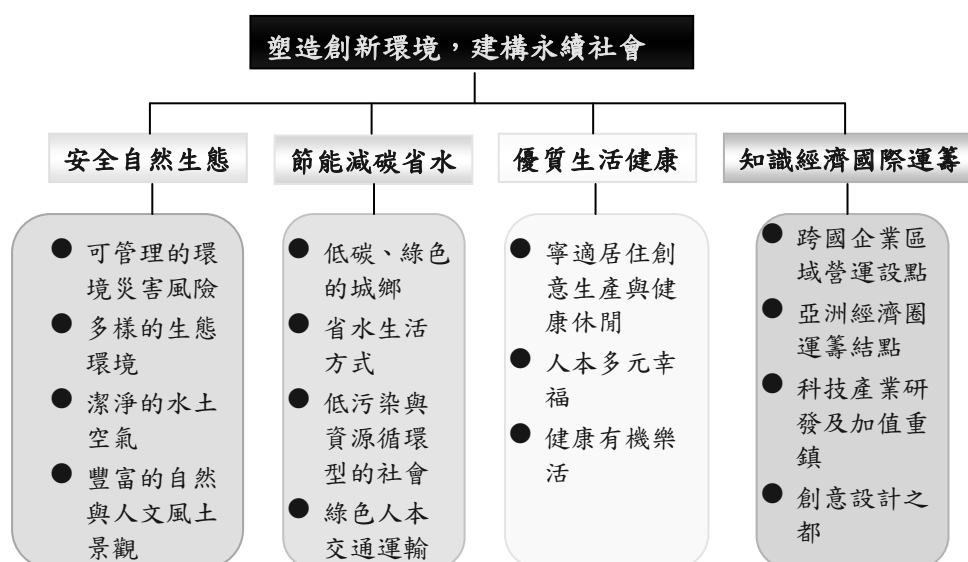 塑造創新環境，建構永續社會
安全自然生態
節能減碳省水
優質生活健康
知識經濟國際運籌
● 可管理的環
境災害風險
● 多樣的生態
環境
● 潔淨的水土
空氣
● 豐富的自然
與人文風土
景觀
● 低碳、綠色
的城鄉
● 省水生活
方式
● 低污染與
資源循環
型的社會
● 綠色人本
交通運輸
● 寧適居住創
意生產與健
康休閒
● 人本多元幸
福
● 健康有機樂
活
● 跨國企業區
域營運設點
● 亞洲經濟圈
運籌結點
● 科技產業研
發及加值重
鎮
● 創意設計之
都